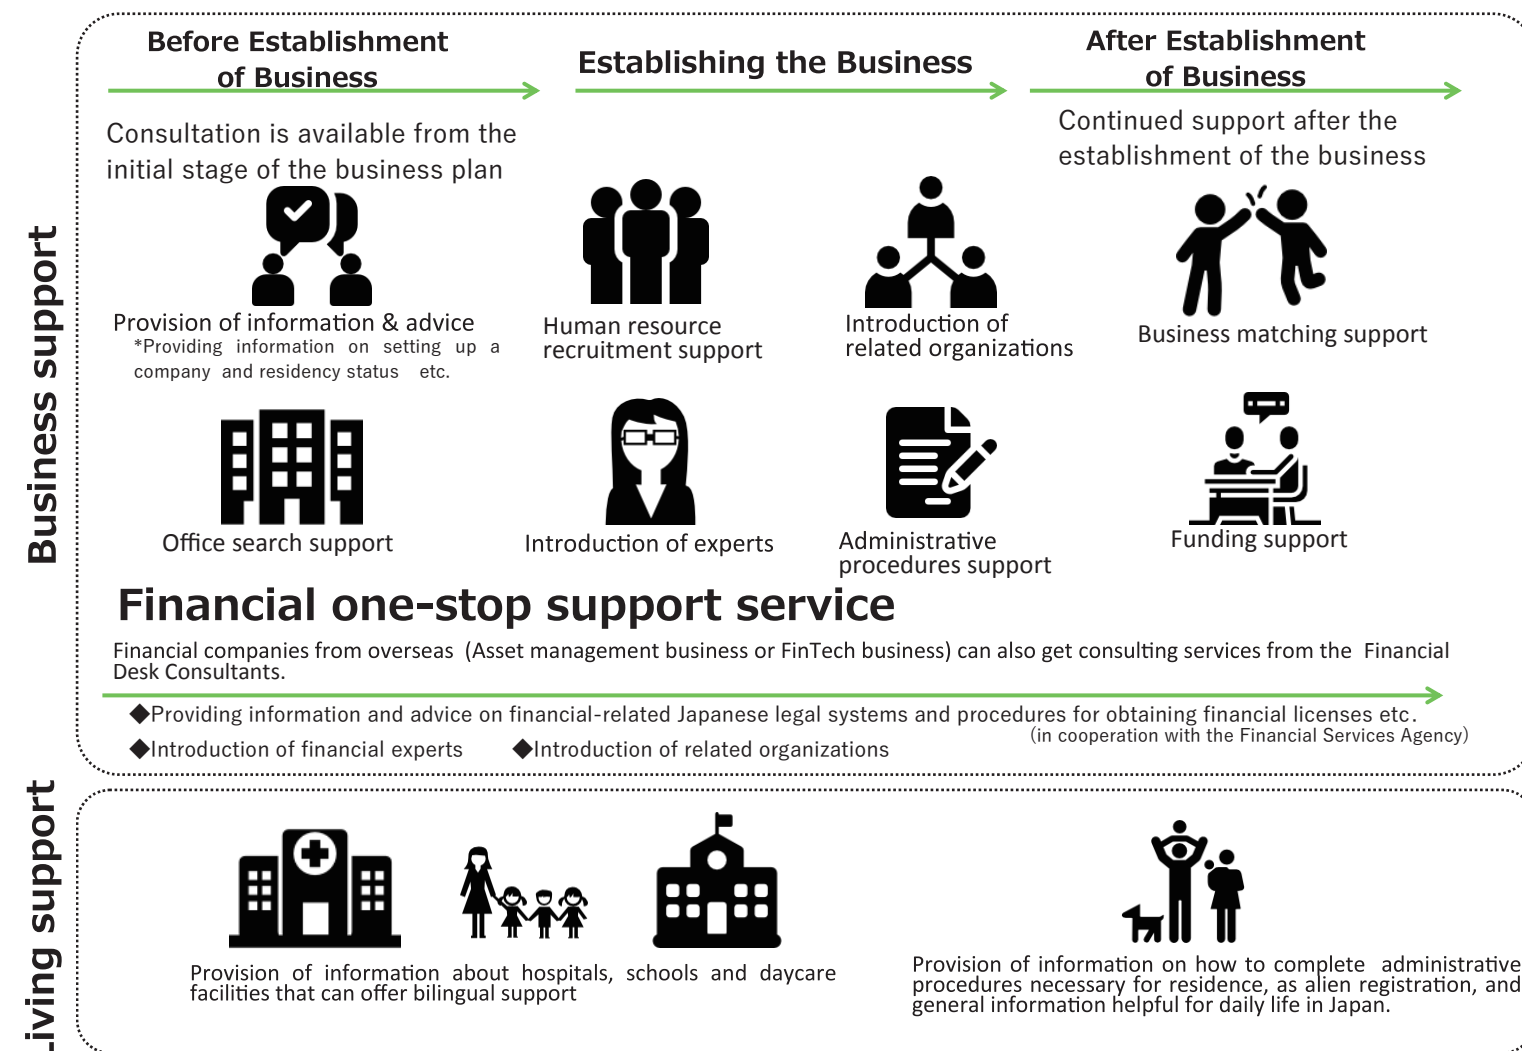 Business support
Before Establishment
of Business
Establishing the Business
After Establishment
of Business
Consultation is available from the
initial stage of the business plan
Continued support after the
establishment of the business
Provision of information & advice
*Providing information on setting up a
company and residency status etc.
Human resource
recruitment support
Introduction of
related organizations
Business matching support
Office search support
Introduction of experts
Administrative
procedures support
Funding support
Financial one-stop support service
Financial companies from overseas (Asset management business or FinTech business) can also get consulting services from the Financial
Desk Consultants.
◆Providing information and advice on financial-related Japanese legal systems and procedures for obtaining financial licenses etc.
(in cooperation with the Financial Services Agency)
◆Introduction of financial experts ◆Introduction of related organizations
Living support
Provision of information about hospitals, schools and daycare
facilities that can offer bilingual support
Provision of information on how to complete administrative
procedures necessary for residence, as alien registration, and
general information helpful for daily life in Japan.